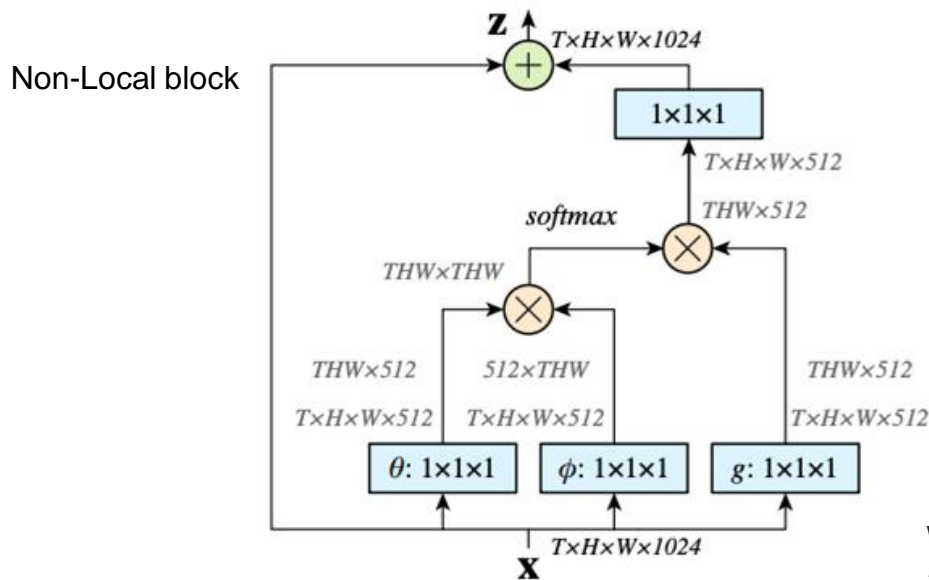 z
T×H×W×1024
Non-Local block
1×1×1
T×H×W×512
THW×512
softmax
THW×THW
THW×512
512×THW
THW×512
T×H×W×512
T×H×W×512
T×H×W×512
θ: 1×1×1
ϕ: 1×1×1
g: 1×1×1
T×H×W×1024
x